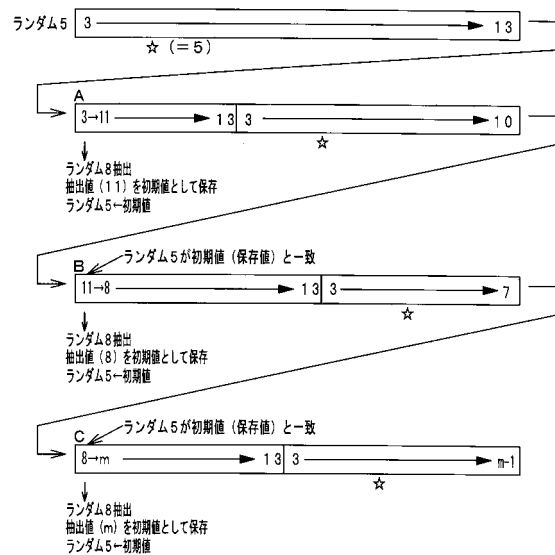 ランダム5 3 13
☆(=5)
A
3→11 13 3 10
☆
ランダム8抽出
抽出値(11)を初期値として保存
ランダム5←初期値
B ランダム5が初期値(保存値)と一致
11→8 13 3 7
☆
ランダム8抽出
抽出値(8)を初期値として保存
ランダム5←初期値
C ランダム5が初期値(保存値)と一致
8→m 13 3 m-1
☆
ランダム8抽出
抽出値(m)を初期値として保存
ランダム5←初期値